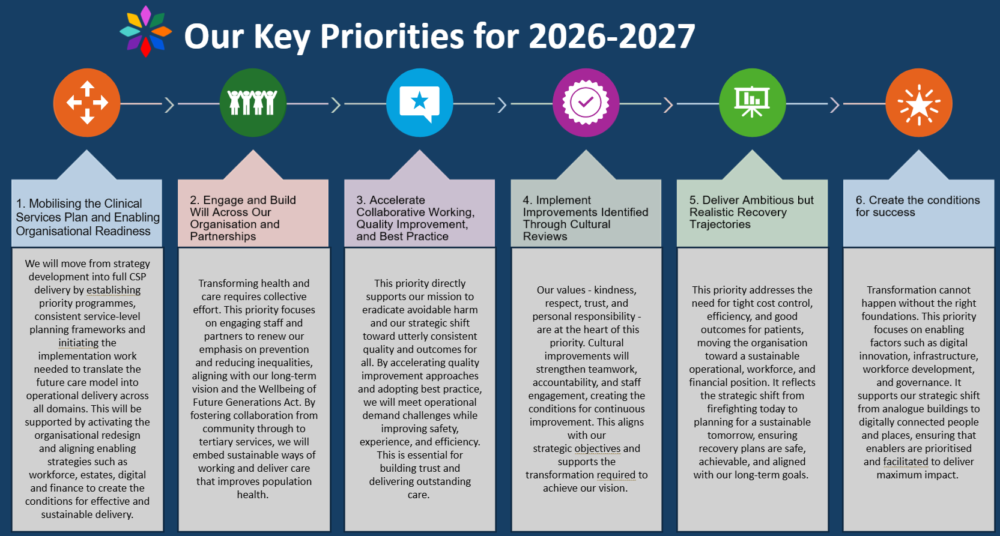 Our Key Priorities for 2026-2027
1. Mobilising the Clinical
Services Plan and Enabling
Organisational Readiness
We will move from strategy
development into full CSP
delivery by establishing
priority programmes,
consistent service-level
planning frameworks and
initiating the
implementation work
needed to translate the
future care model into
operational delivery across
all domains. This will be
supported by activating the
organisational redesign
and aligning enabling
strategies such as
workforce, estates, digital
and finance to create the
conditions for effective and
sustainable delivery.
2. Engage and Build
Will Across Our
Organisation and
Partnerships
Transforming health and
care requires collective
effort. This priority focuses
on engaging staff and
partners to renew our
emphasis on prevention
and reducing inequalities,
aligning with our long-term
vision and the Wellbeing of
Future Generations Act. By
fostering collaboration from
community through to
tertiary services, we will
embed sustainable ways of
working and deliver care
that improves population
health.
3. Accelerate
Collaborative Working,
Quality Improvement,
and Best Practice
This priority directly
supports our mission to
eradicate avoidable harm
and our strategic shift
toward utterly consistent
quality and outcomes for
all. By accelerating quality
improvement approaches
and adopting best practice,
we will meet operational
demand challenges while
improving safety,
experience, and efficiency.
This is essential for
building trust and
delivering outstanding
care.
4. Implement
Improvements Identified
Through Cultural
Reviews
Our values - kindness,
respect, trust, and
personal responsibility -
are at the heart of this
priority. Cultural
improvements will
strengthen teamwork,
accountability, and staff
engagement, creating the
conditions for continuous
improvement. This aligns
with our
strategic objectives and
supports the
transformation required to
achieve our vision.
5. Deliver Ambitious but
Realistic Recovery
Trajectories
This priority addresses the
need for tight cost control,
efficiency, and good
outcomes for patients,
moving the organisation
toward a sustainable
operational, workforce, and
financial position. It reflects
the strategic shift from
firefighting today to
planning for a sustainable
tomorrow, ensuring
recovery plans are safe,
achievable, and aligned
with our long-term goals.
6. Create the conditions
for success
Transformation cannot
happen without the right
foundations. This priority
focuses on enabling
factors such as digital
innovation, infrastructure,
workforce development,
and governance. It
supports our strategic shift
from analogue buildings to
digitally connected people
and places, ensuring that
enablers are prioritised
and facilitated to deliver
maximum impact.